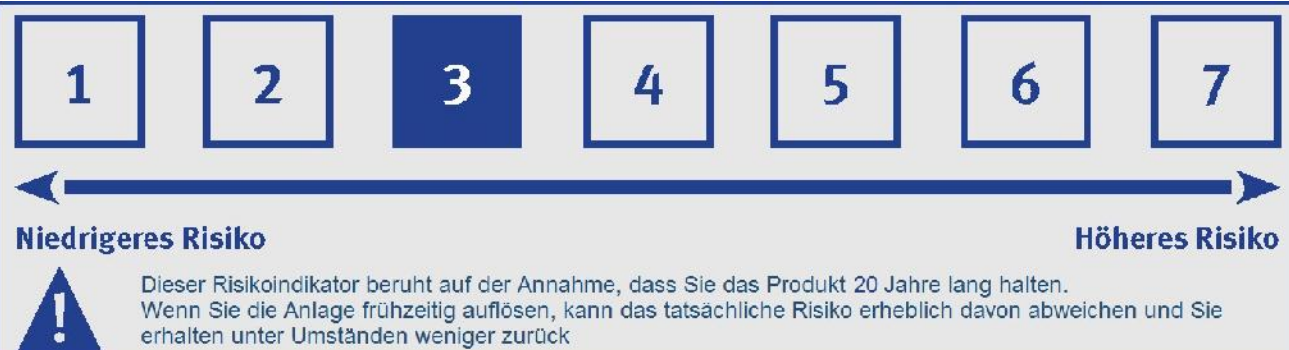 1 2 3 4 5 6 7
Niedrigeres Risiko Höheres Risiko
Dieser Risikoindikator beruht auf der Annahme, dass Sie das Produkt 20 Jahre lang halten.
Wenn Sie die Anlage frühzeitig auflösen, kann das tatsächliche Risiko erheblich davon abweichen und Sie
erhalten unter Umständen weniger zurück